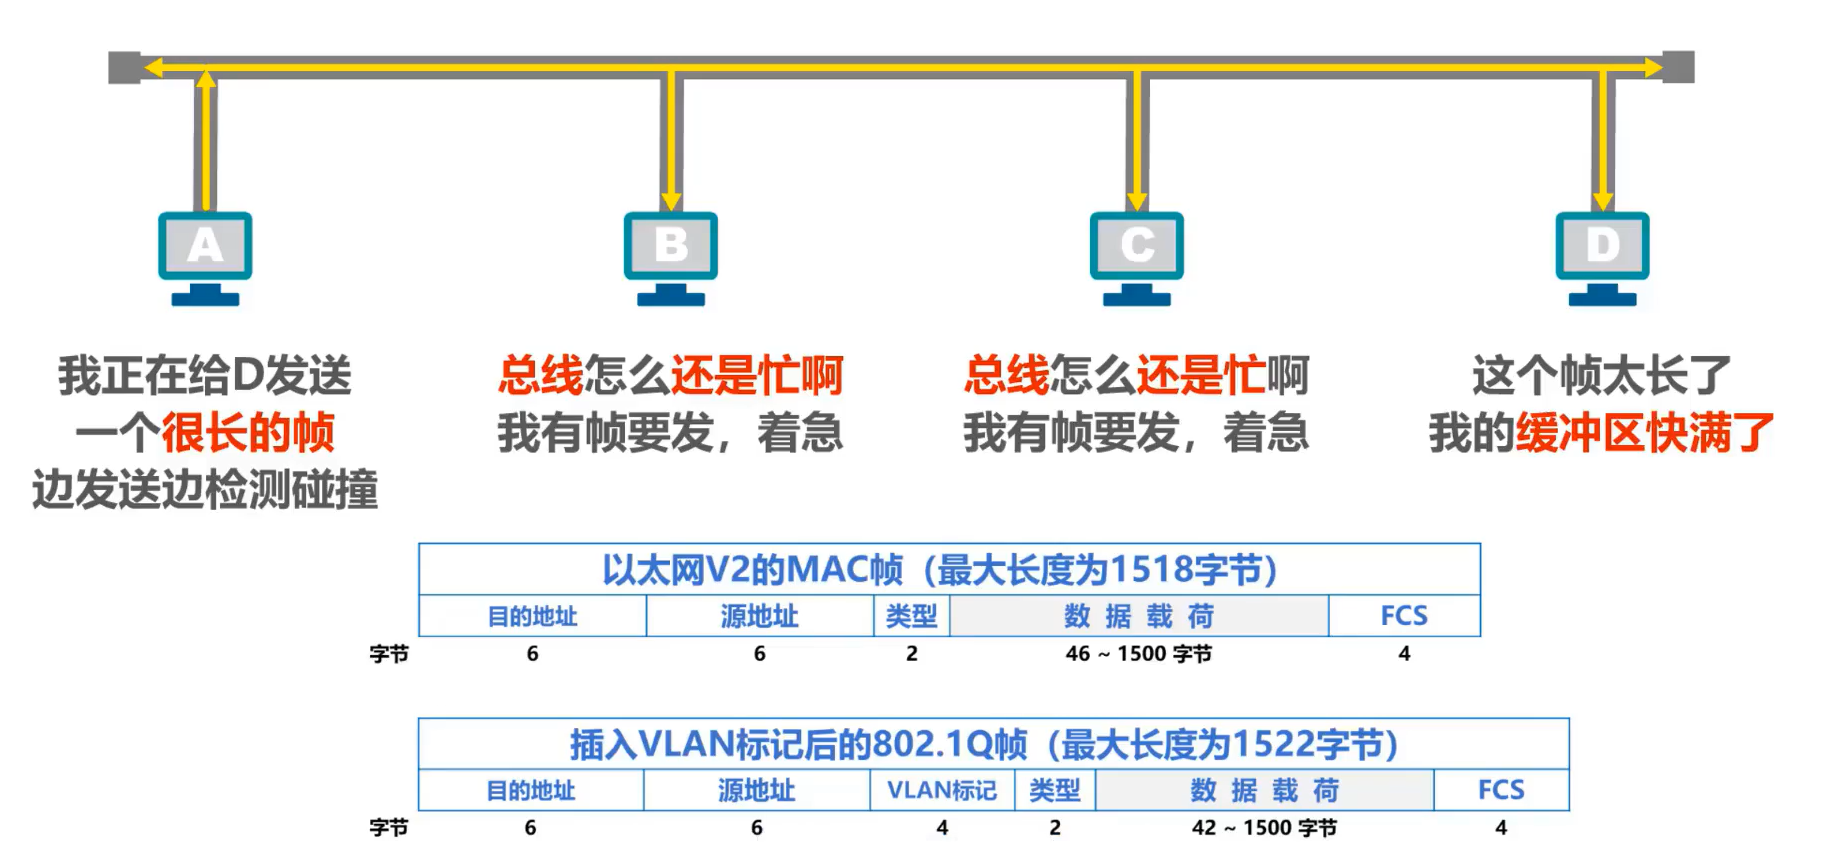 A
B
C
D
我正在给D发送
一个很长的帧
边发送边检测碰撞
总线怎么还是忙啊
我有帧要发，着急
总线怎么还是忙啊
我有帧要发，着急
这个帧太长了
我的缓冲区快满了
以太网V2的MAC帧（最大长度为1518字节）
目的地址 源地址 类型 数据载荷 FCS
字节 6 6 2 46 ~ 1500 字节 4
插入VLAN标记后的802.1Q帧（最大长度为1522字节）
目的地址 源地址 VLAN标记 类型 数据载荷 FCS
字节 6 6 4 2 42 ~ 1500 字节 4